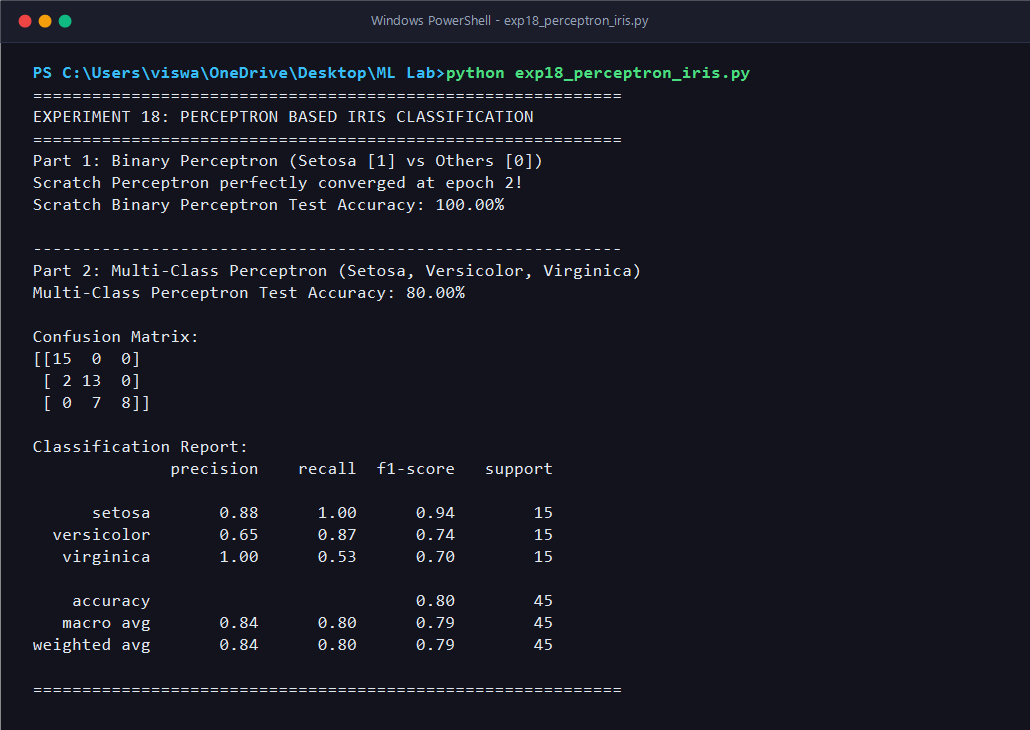 Windows PowerShell - exp18_perceptron_iris.py
PS C:\Users\viswa\OneDrive\Desktop\ML Lab>python exp18_perceptron_iris.py
============================================================
EXPERIMENT 18: PERCEPTRON BASED IRIS CLASSIFICATION
============================================================
Part 1: Binary Perceptron (Setosa [1] vs Others [0])
Scratch Perceptron perfectly converged at epoch 2!
Scratch Binary Perceptron Test Accuracy: 100.00%

------------------------------------------------------------
Part 2: Multi-Class Perceptron (Setosa, Versicolor, Virginica)
Multi-Class Perceptron Test Accuracy: 80.00%

Confusion Matrix:
[[15  0  0]
 [ 2 13  0]
 [ 0  7  8]]

Classification Report:
              precision    recall  f1-score   support

      setosa       0.88      1.00      0.94        15
  versicolor       0.65      0.87      0.74        15
   virginica       1.00      0.53      0.70        15

    accuracy                           0.80        45
   macro avg       0.84      0.80      0.79        45
weighted avg       0.84      0.80      0.79        45

============================================================